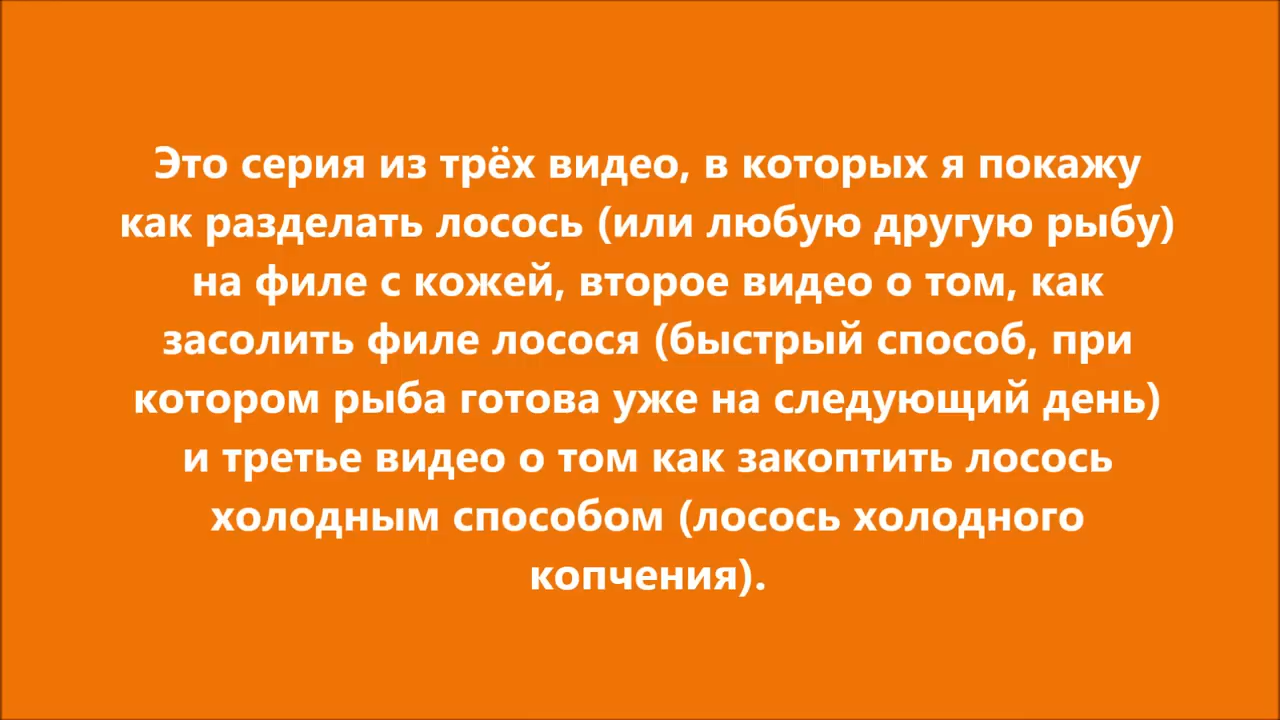 Это серия из трёх видео, в которых я покажу
как разделать лосось (или любую другую рыбу)
на филе с кожей, второе видео о том, как
засолить филе лосося (быстрый способ, при
котором рыба готова уже на следующий день)
и третье видео о том как закоптить лосось
холодным способом (лосось холодного
копчения).